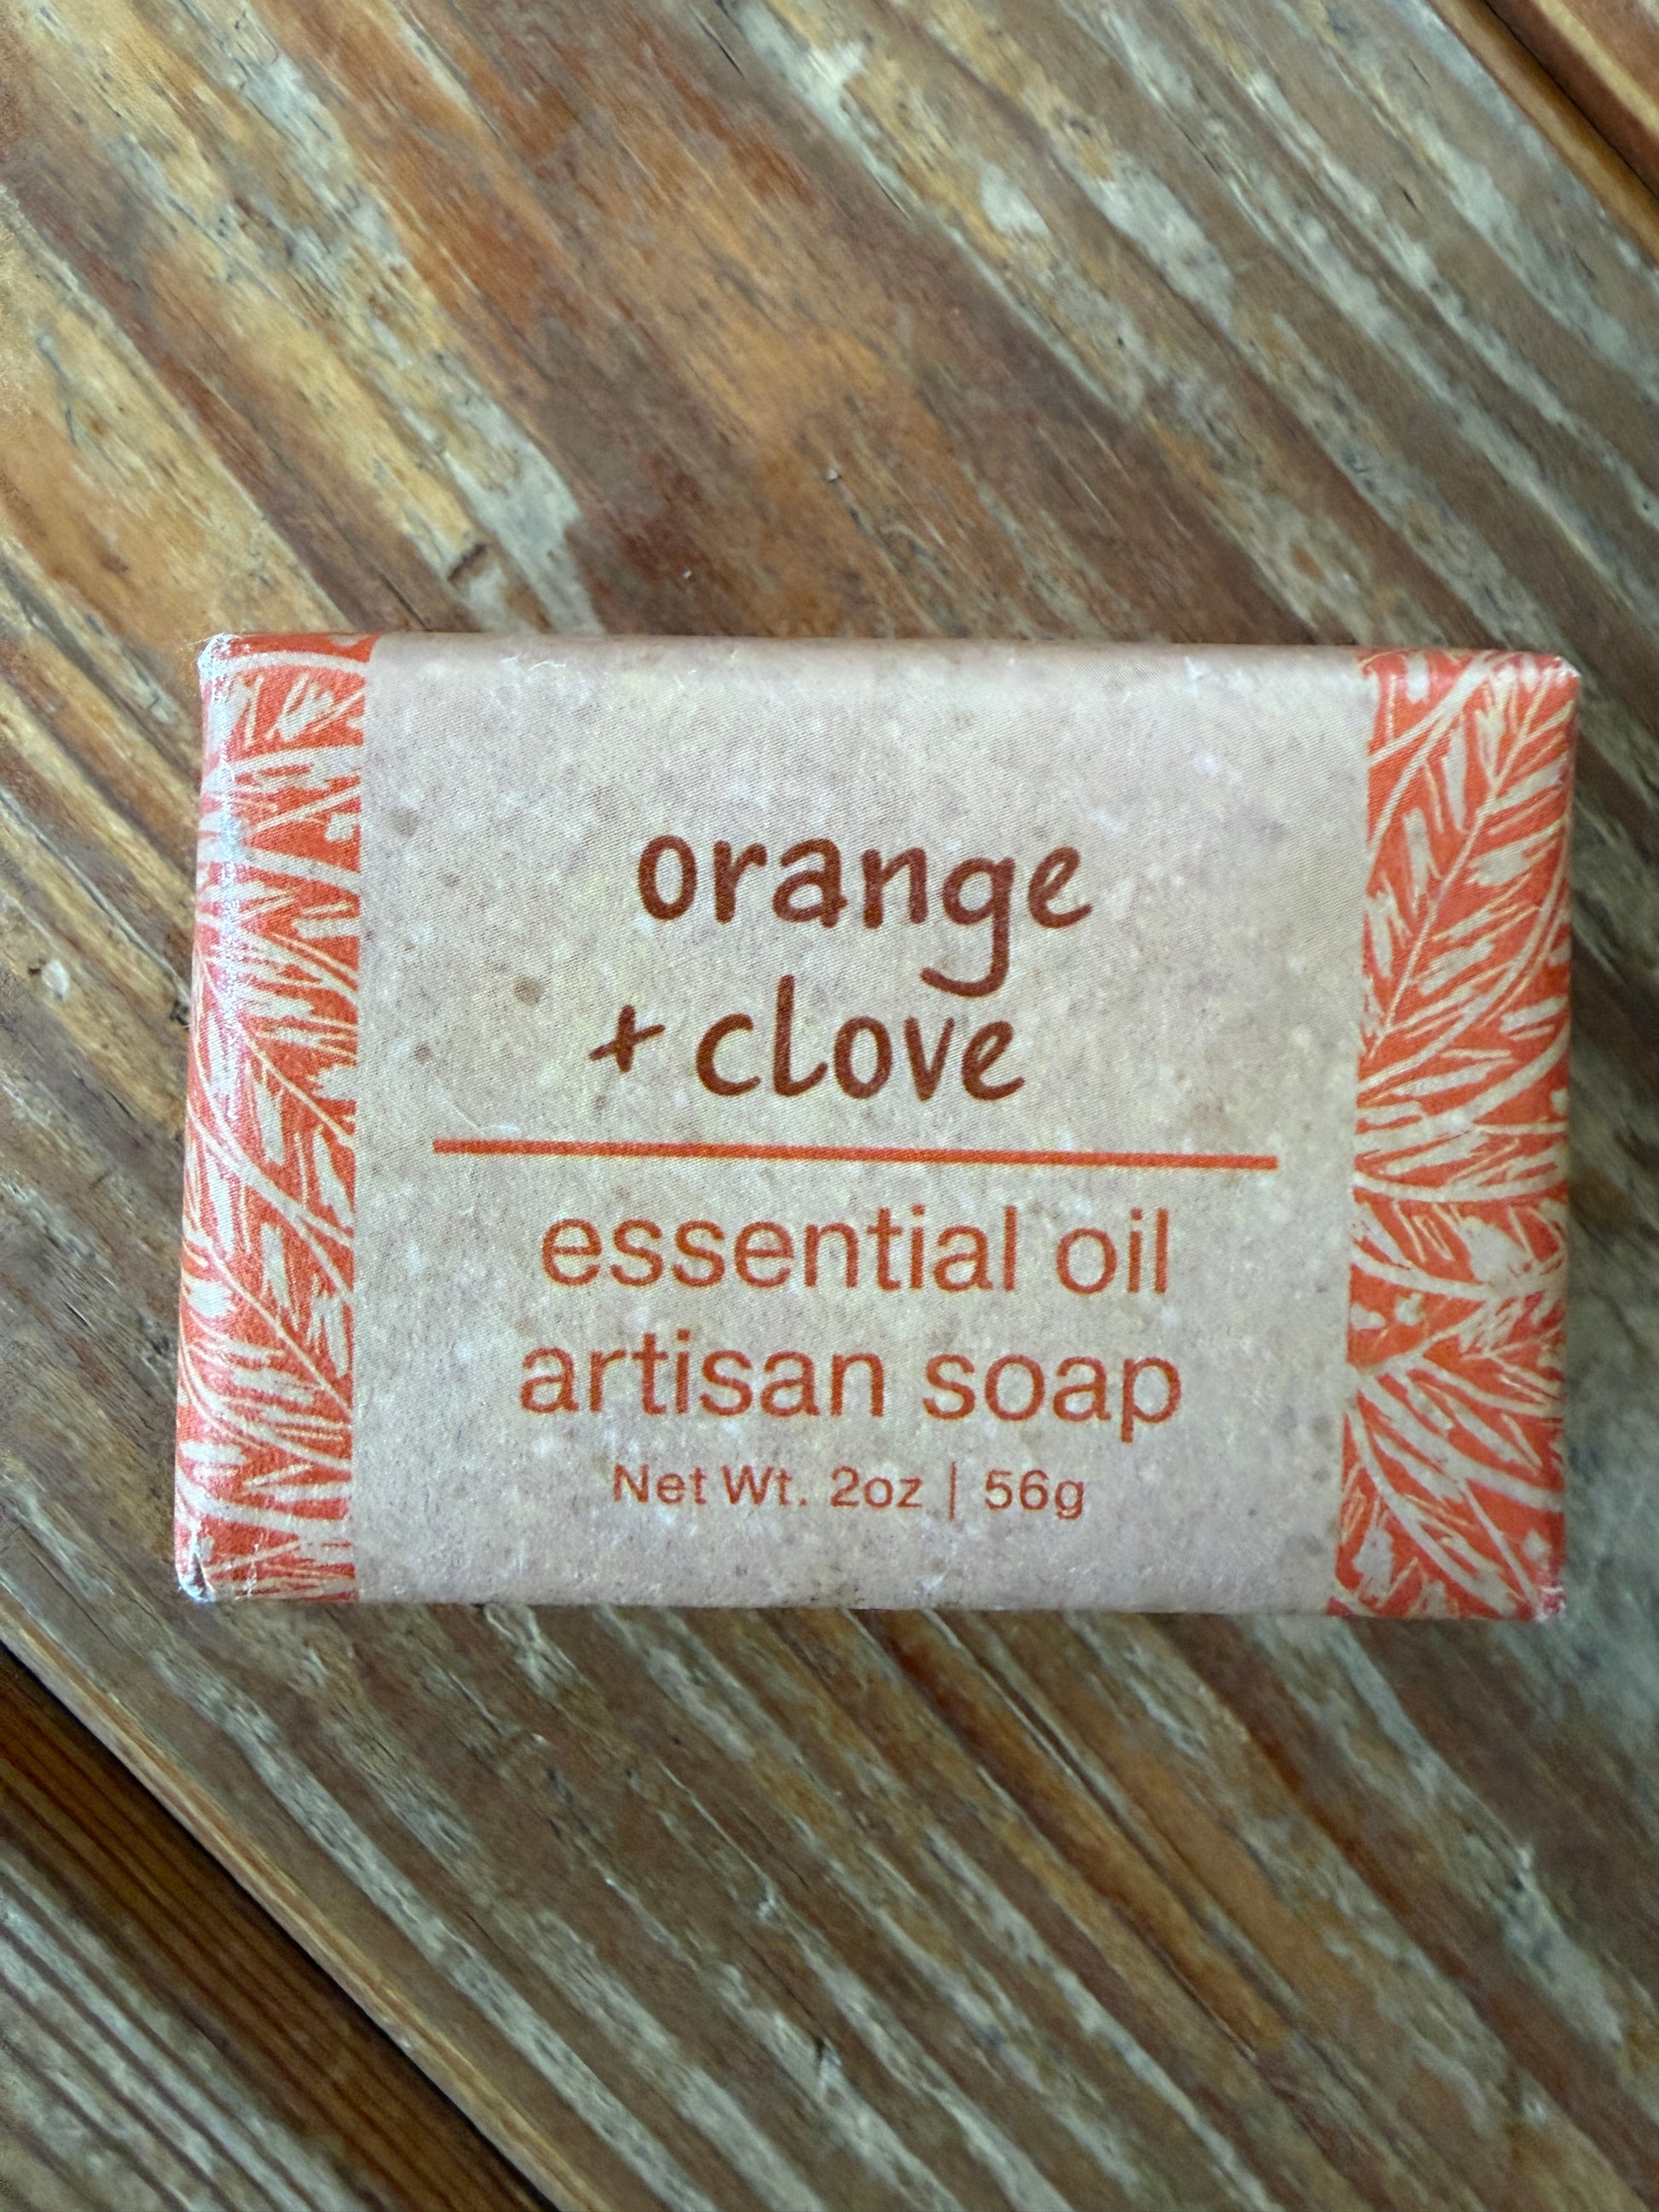 orange
+ clove
essential oil
artisan soap
Net Wt. 2oz | 56g